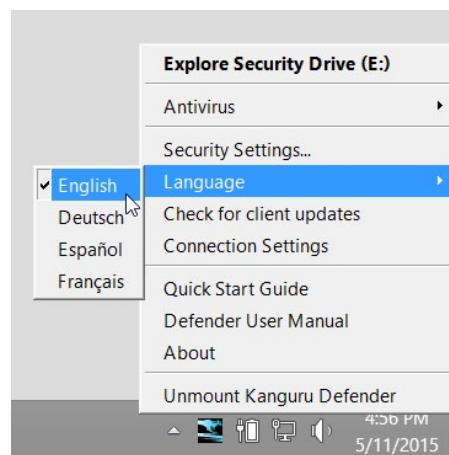 Explore Security Drive (E:)
Antivirus
Security Settings...
Language
English
Deutsch
Español
Français
Check for client updates
Connection Settings
Quick Start Guide
Defender User Manual
About
Unmount Kanguru Defender
4:56 PM
5/11/2015